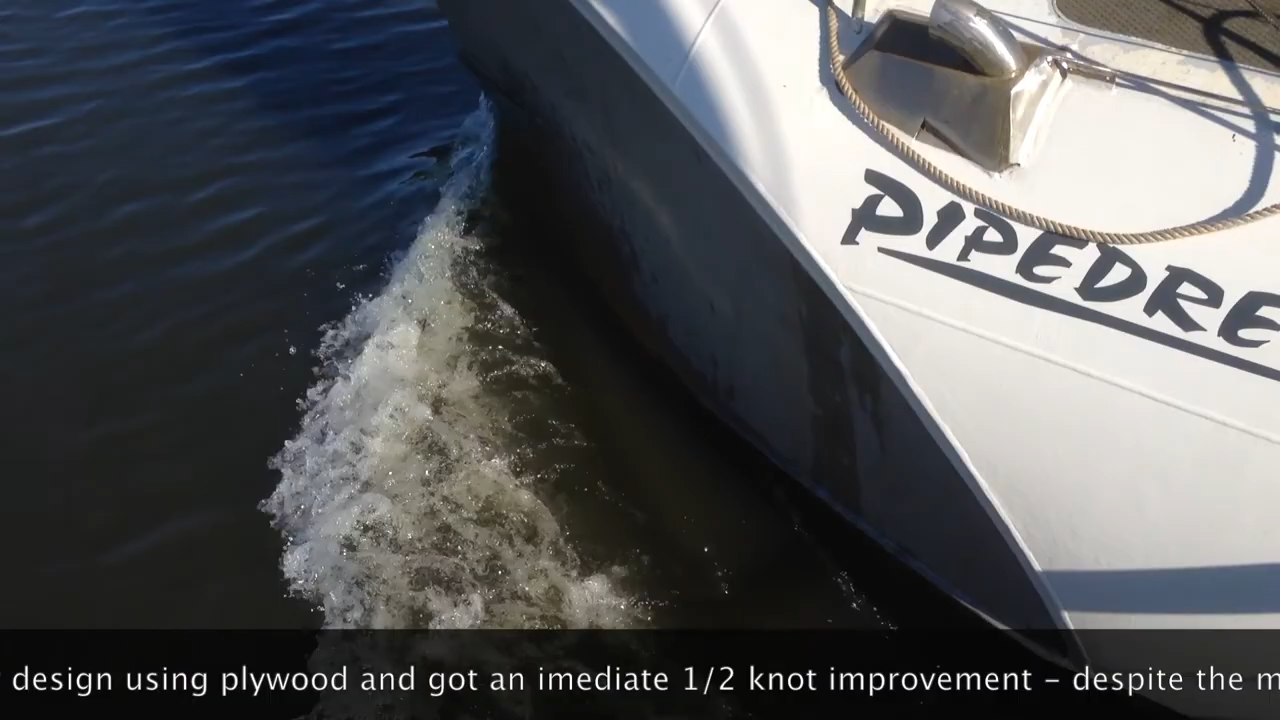 PIPEDRE
design using plywood and got an imediate 1/2 knot improvement – despite the m